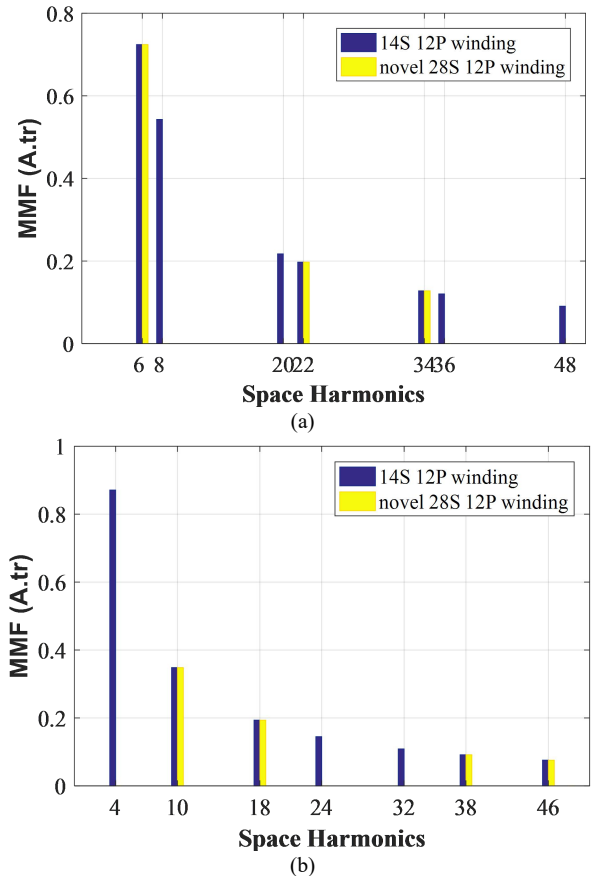 0.8
14S 12P winding
novel 28S 12P winding
0.6
0.4
0.2
0
MMF (A.tr)
6 8 2022 3436 48
Space Harmonics
(a)
1
14S 12P winding
novel 28S 12P winding
0.8
0.6
0.4
0.2
0
MMF (A.tr)
4 10 18 24 32 38 46
Space Harmonics
(b)